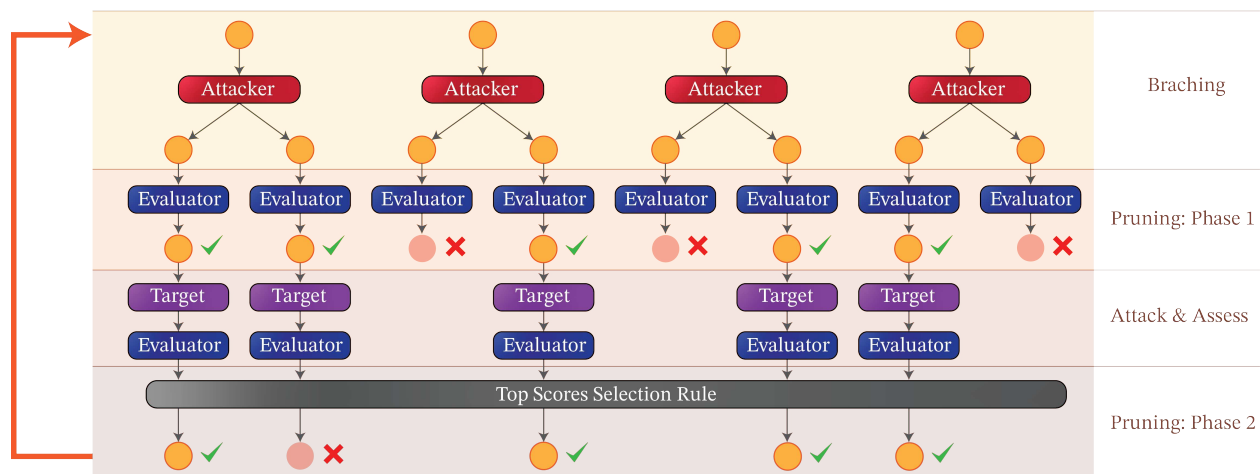 Attacker Attacker Attacker Attacker
Braching
Evaluator Evaluator Evaluator Evaluator Evaluator Evaluator Evaluator Evaluator
Pruning: Phase 1
Target Target Target Target Target
Attack & Assess
Evaluator Evaluator Evaluator Evaluator Evaluator
Top Scores Selection Rule
Pruning: Phase 2